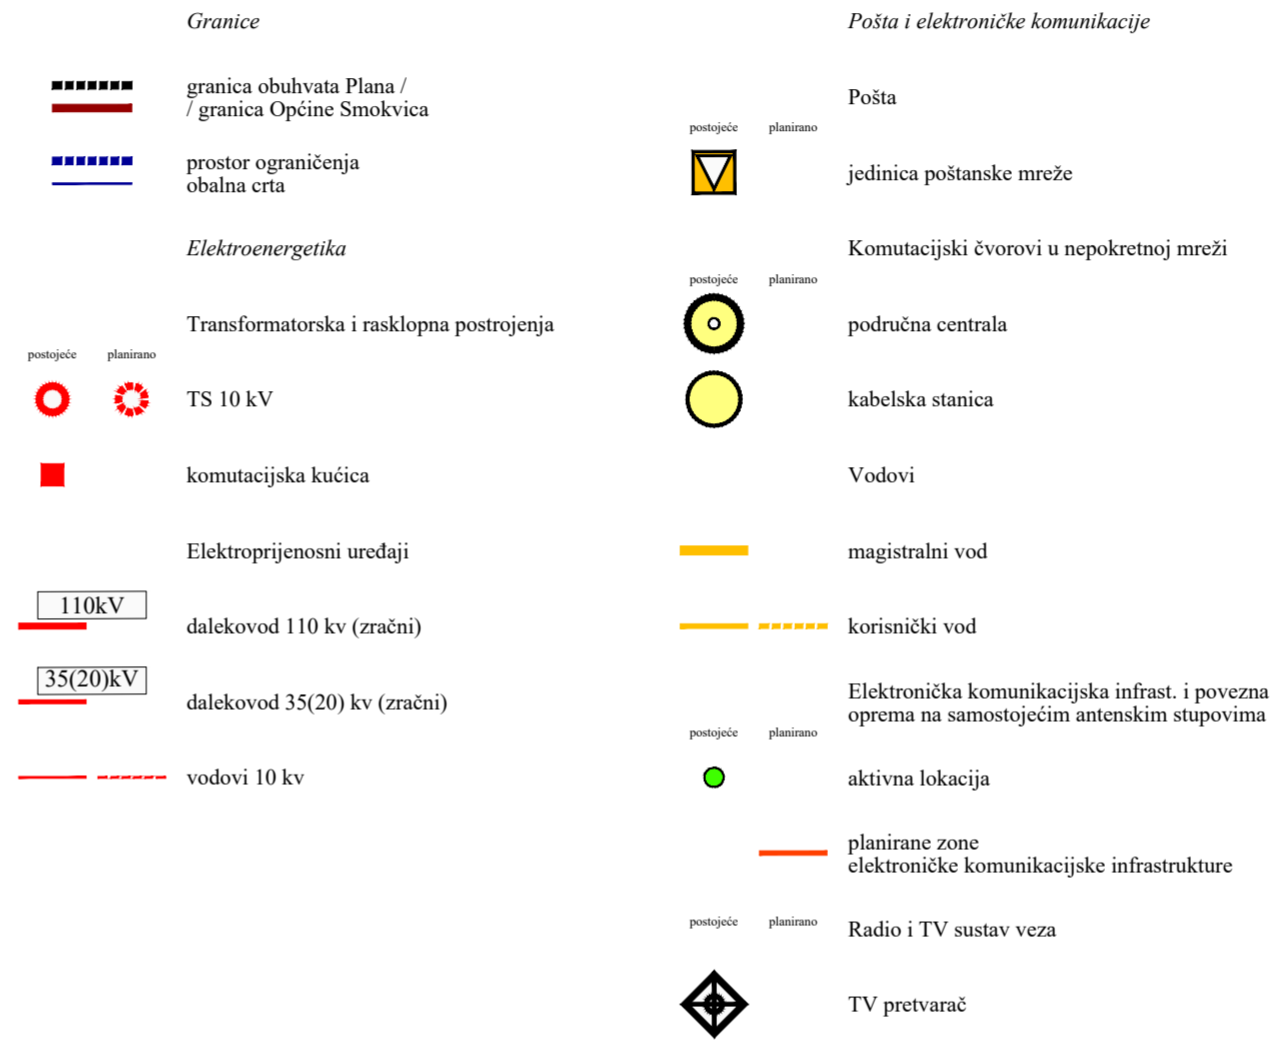 Granice
granica obuhvata Plana /
/ granica Općine Smokvica
prostor ograničenja
obalna crta
Elektroenergetika
Transformatorska i rasklopna postrojenja
postojeće planirano
TS 10 kV
komutacijska kućica
Elektroprijenosni uređaji
110kV
dalekovod 110 kv (zračni)
35(20)kV
dalekovod 35(20) kv (zračni)
vodovi 10 kv
Pošta i elektroničke komunikacije
Pošta
postojeće planirano
jedinica poštanske mreže
Komutacijski čvorovi u nepokretnoj mreži
postojeće planirano
područna centrala
kabelska stanica
Vodovi
magistralni vod
korisnički vod
Elektronička komunikacijska infrast. i povezna
oprema na samostojećim antenskim stupovima
postojeće planirano
aktivna lokacija
planirane zone
elektroničke komunikacijske infrastrukture
postojeće planirano Radio i TV sustav veza
TV pretvarač